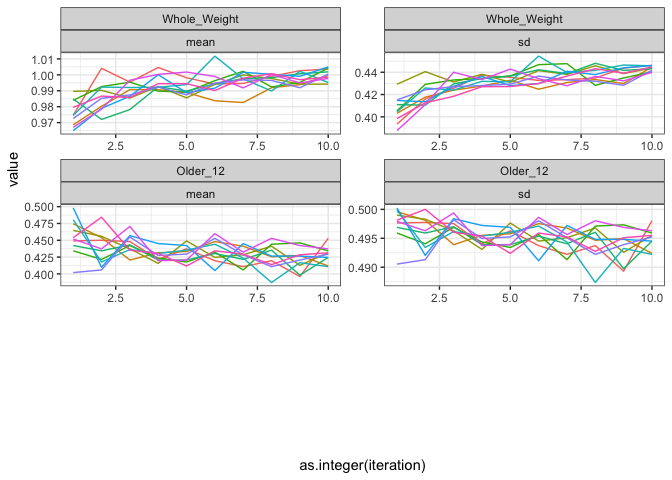 Whole_Weight Whole_Weight
mean sd
1.01
1.00
0.99
0.98
0.97
0.44
0.42
0.40
2.5 5.0 7.5 10.0 2.5 5.0 7.5 10.0
value
Older_12 Older_12
mean sd
0.500
0.475
0.450
0.425
0.400
0.500
0.495
0.490
2.5 5.0 7.5 10.0 2.5 5.0 7.5 10.0
as.integer(iteration)